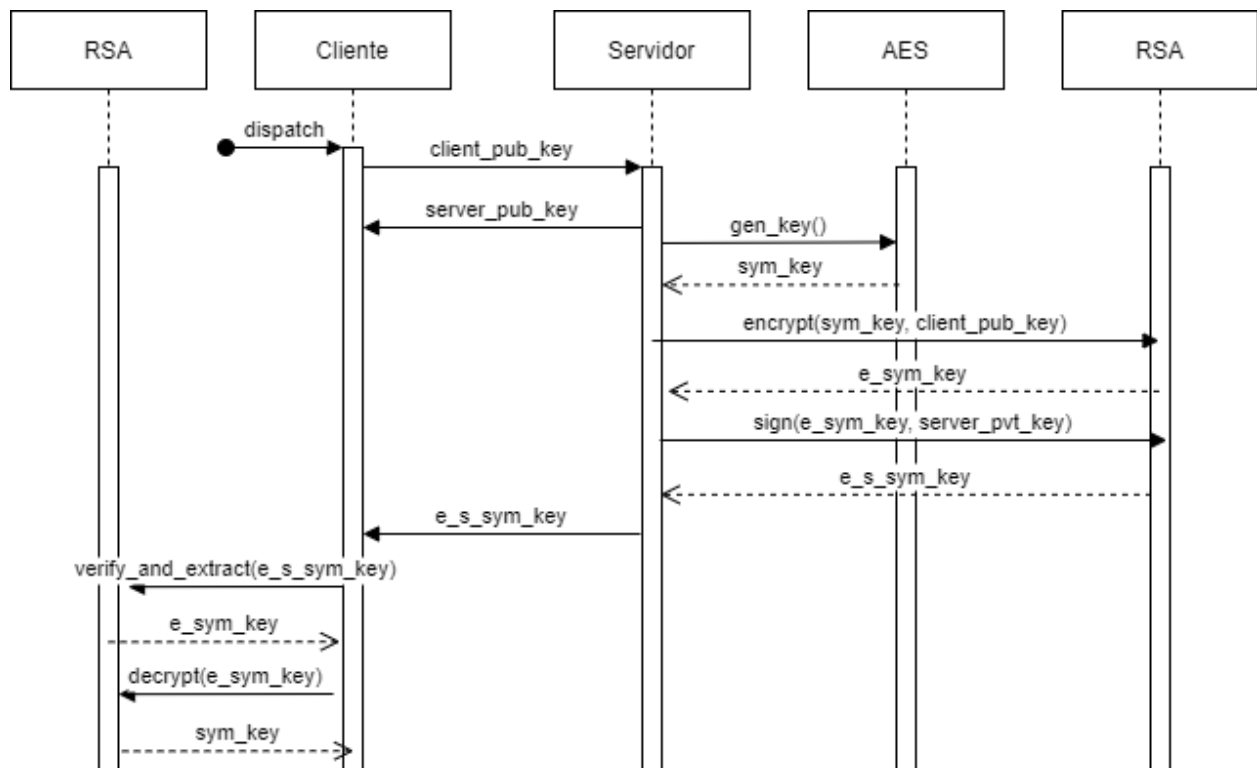 RSA
Cliente
Servidor
AES
RSA
dispatch
client_pub_key
server_pub_key
gen_key()
sym_key
encrypt(sym_key, client_pub_key)
e_sym_key
sign(e_sym_key, server_pvt_key)
e_s_sym_key
e_s_sym_key
verify_and_extract(e_s_sym_key)
e_sym_key
decrypt(e_sym_key)
sym_key